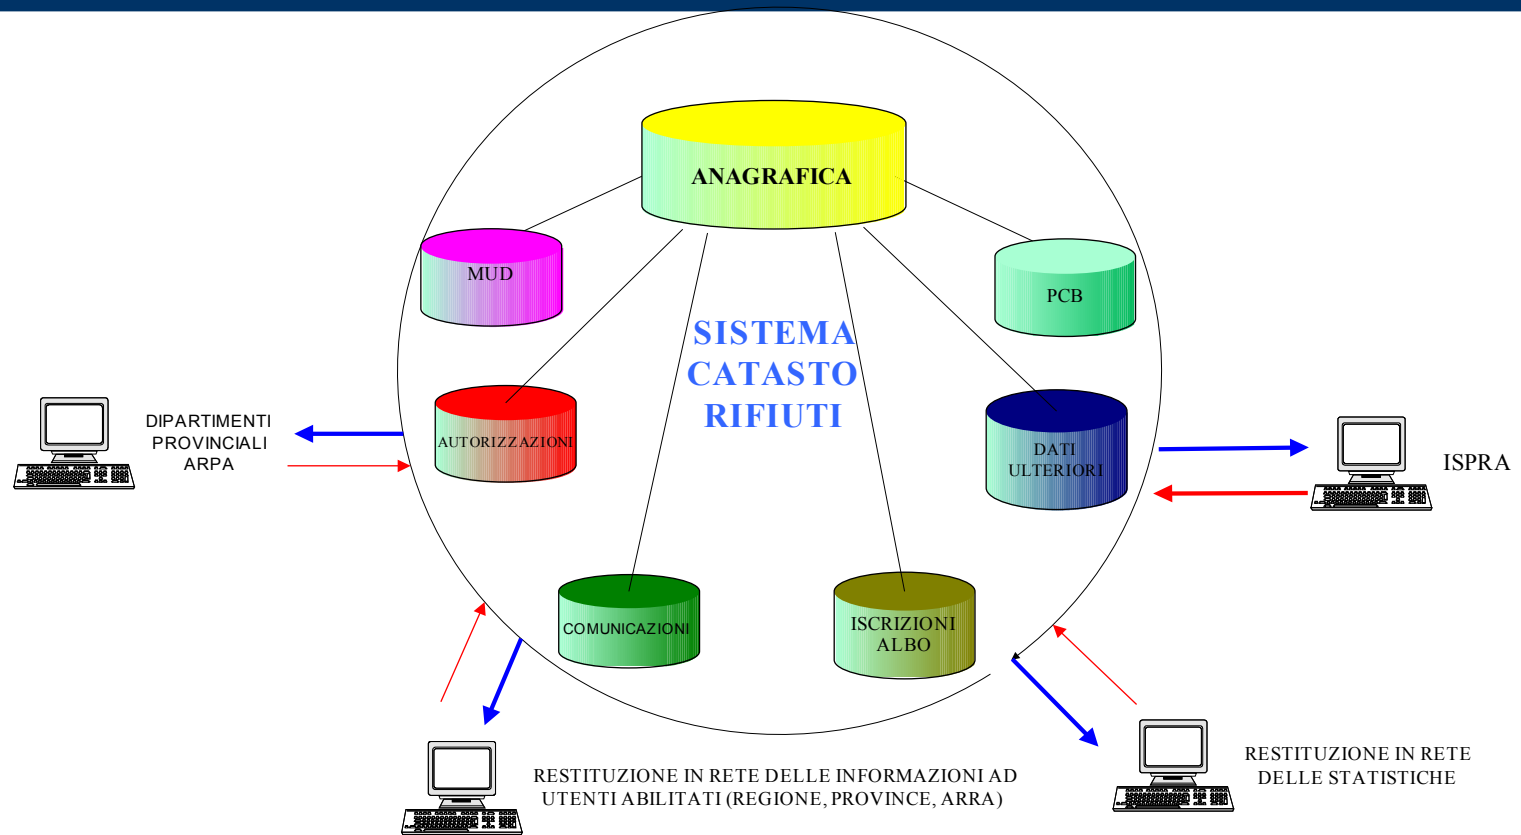 ANAGRAFICA
MUD
PCB
SISTEMA
CATASTO
RIFIUTI
DIPARTIMENTI
PROVINCIALI
ARPA
AUTORIZZAZIONI
DATI
ULTERIORI
ISPRA
COMUNICAZIONI
ISCRIZIONI
ALBO
RESTITUZIONE IN RETE DELLE INFORMAZIONI AD
UTENTI ABILITATI (REGIONE, PROVINCE, ARRA)
RESTITUZIONE IN RETE
DELLE STATISTICHE